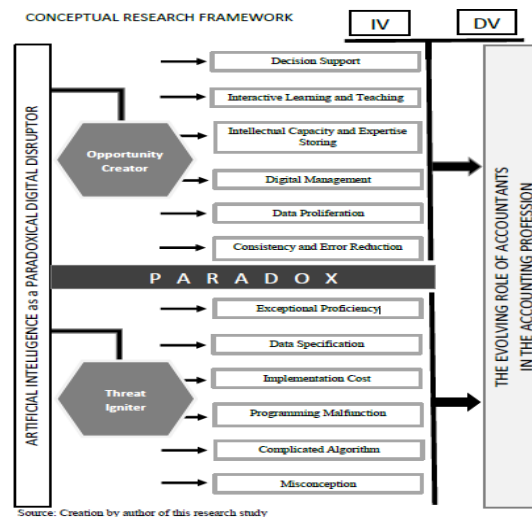 CONCEPTUAL RESEARCH FRAMEWORK
IV
DV
ARTIFICIAL INTELLIGENCE as a PARADOXICAL DIGITAL DISRUPTOR
Opportunity
Creator
Decision Support
Interactive Learning and Teaching
Intellectual Capacity and Expertise
Storing
Digital Management
Data Proliferation
Consistency and Error Reduction
PARADOX
Threat
Igniter
Exceptional Proficiency
Data Specification
Implementation Cost
Programming Malfunction
Complicated Algorithm
Misconception
THE EVOLVING ROLE OF ACCOUNTANTS
IN THE ACCOUNTING PROFESSION
Source: Creation by author of this research study